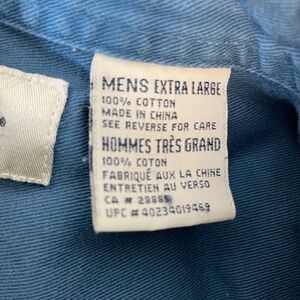 MENS EXTRA LARGE
100% COTTON
MADE IN CHINA
SEE REVERSE FOR CARE
HOMMES TRÈS GRAND
100% COTON
FABRIQUÉ AUX LA CHINE
ENTRETIEN AU VERSO
CA # 28885
UPC # 40234019469